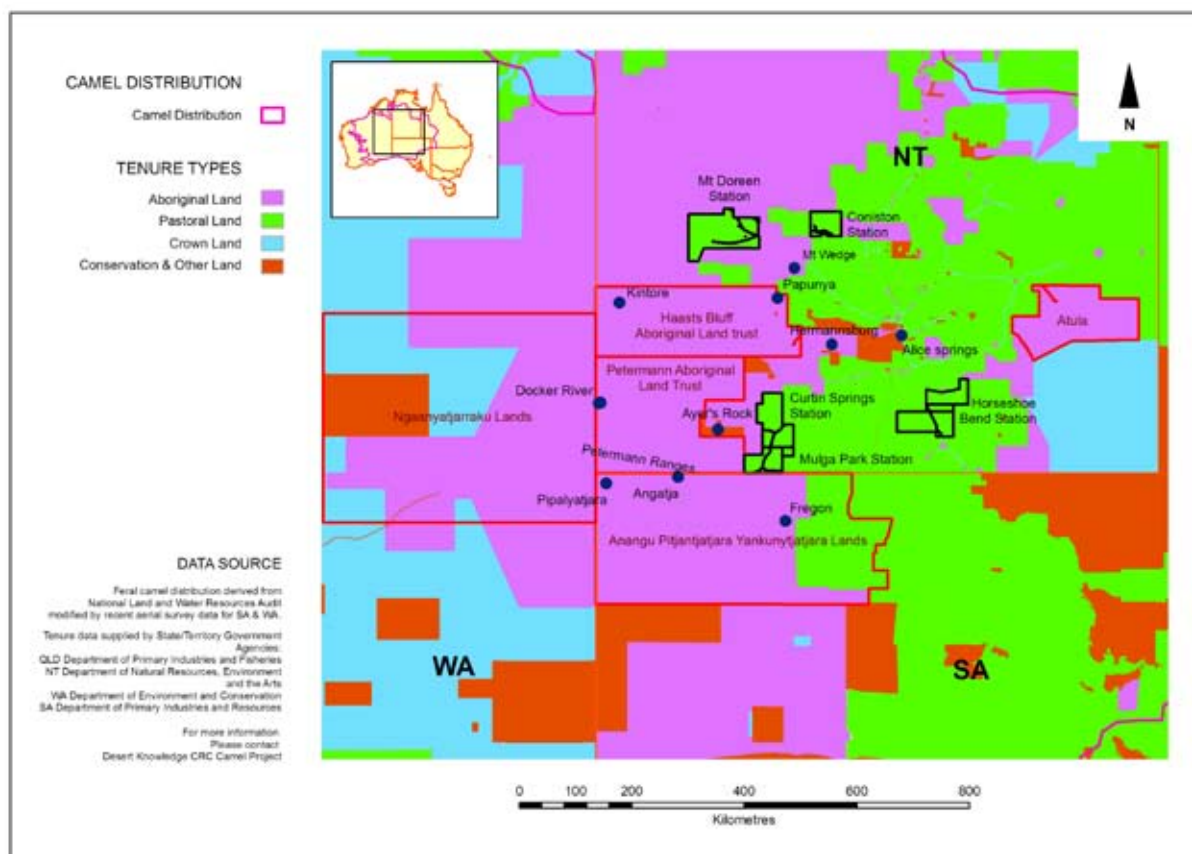 CAMEL DISTRIBUTION
Camel Distribution
TENURE TYPES
Aboriginal Land
Pastoral Land
Crown Land
Conservation & Other Land
DATA SOURCE
Feral camel distribution derived from
National Land and Water Resources Audit
modified by recent aerial survey data for SA & WA.
Tenure data supplied by State/Territory Government
Agencies:
QLD Department of Primary Industries and Fisheries
NT Department of Natural Resources, Environment
and the Arts
WA Department of Environment and Conservation
SA Department of Primary Industries and Resources
For more information
Please contact
Desert Knowledge CRC Camel Project
N
NT
Mt Doreen
Station
Coniston
Station
Mt Wedge
Papunya
Kintore
Haasts Bluff
Aboriginal Land trust
Hermannsburg
Alice springs
Atula
Petermann Aboriginal
Land Trust
Docker River
Ngaanyatjarraku Lands
Ayer's Rock
Curtin Springs
Station
Horseshoe
Bend Station
Mulga Park Station
Petermann Ranges
Pipalyatjara
Angatja
Fregon
Anangu Pitjantjatjara Yankunytjatjara Lands
WA
SA
0 100 200 400 600 800
Kilometres